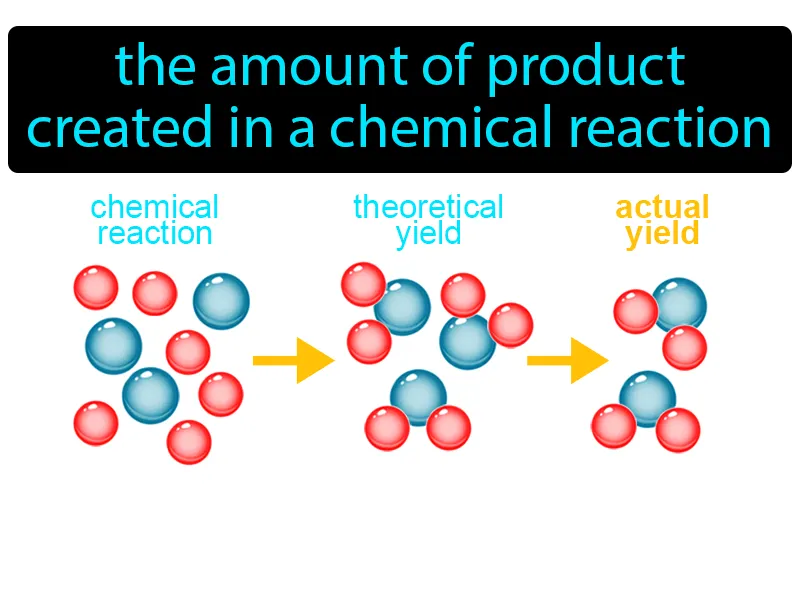 the amount of product
created in a chemical reaction
chemical
reaction
theoretical
yield
actual
yield